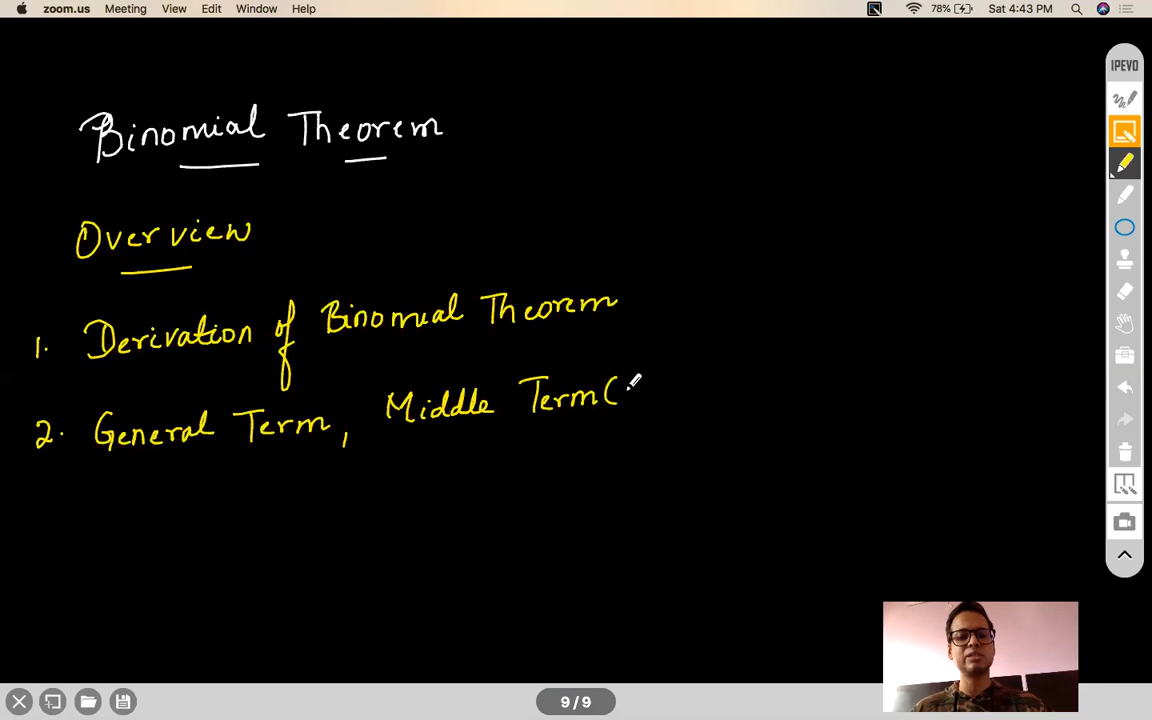 zoom.us Meeting View Edit Window Help 78% Sat 4:43 PM
IPEVO
Binomial Theorem
Overview
1. Derivation of Binomial Theorem
2. General Term, Middle Term(
9/9